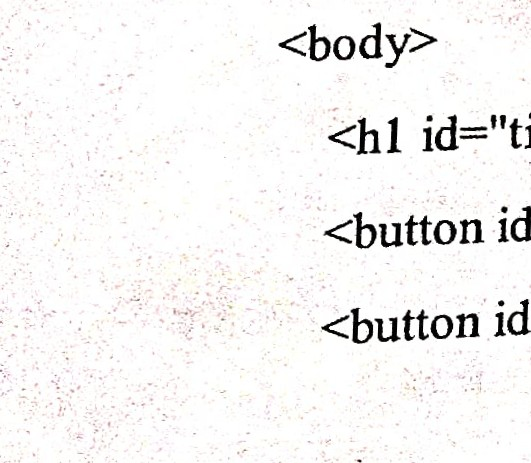 <body>
<h1 id="ti
<button id
<button id